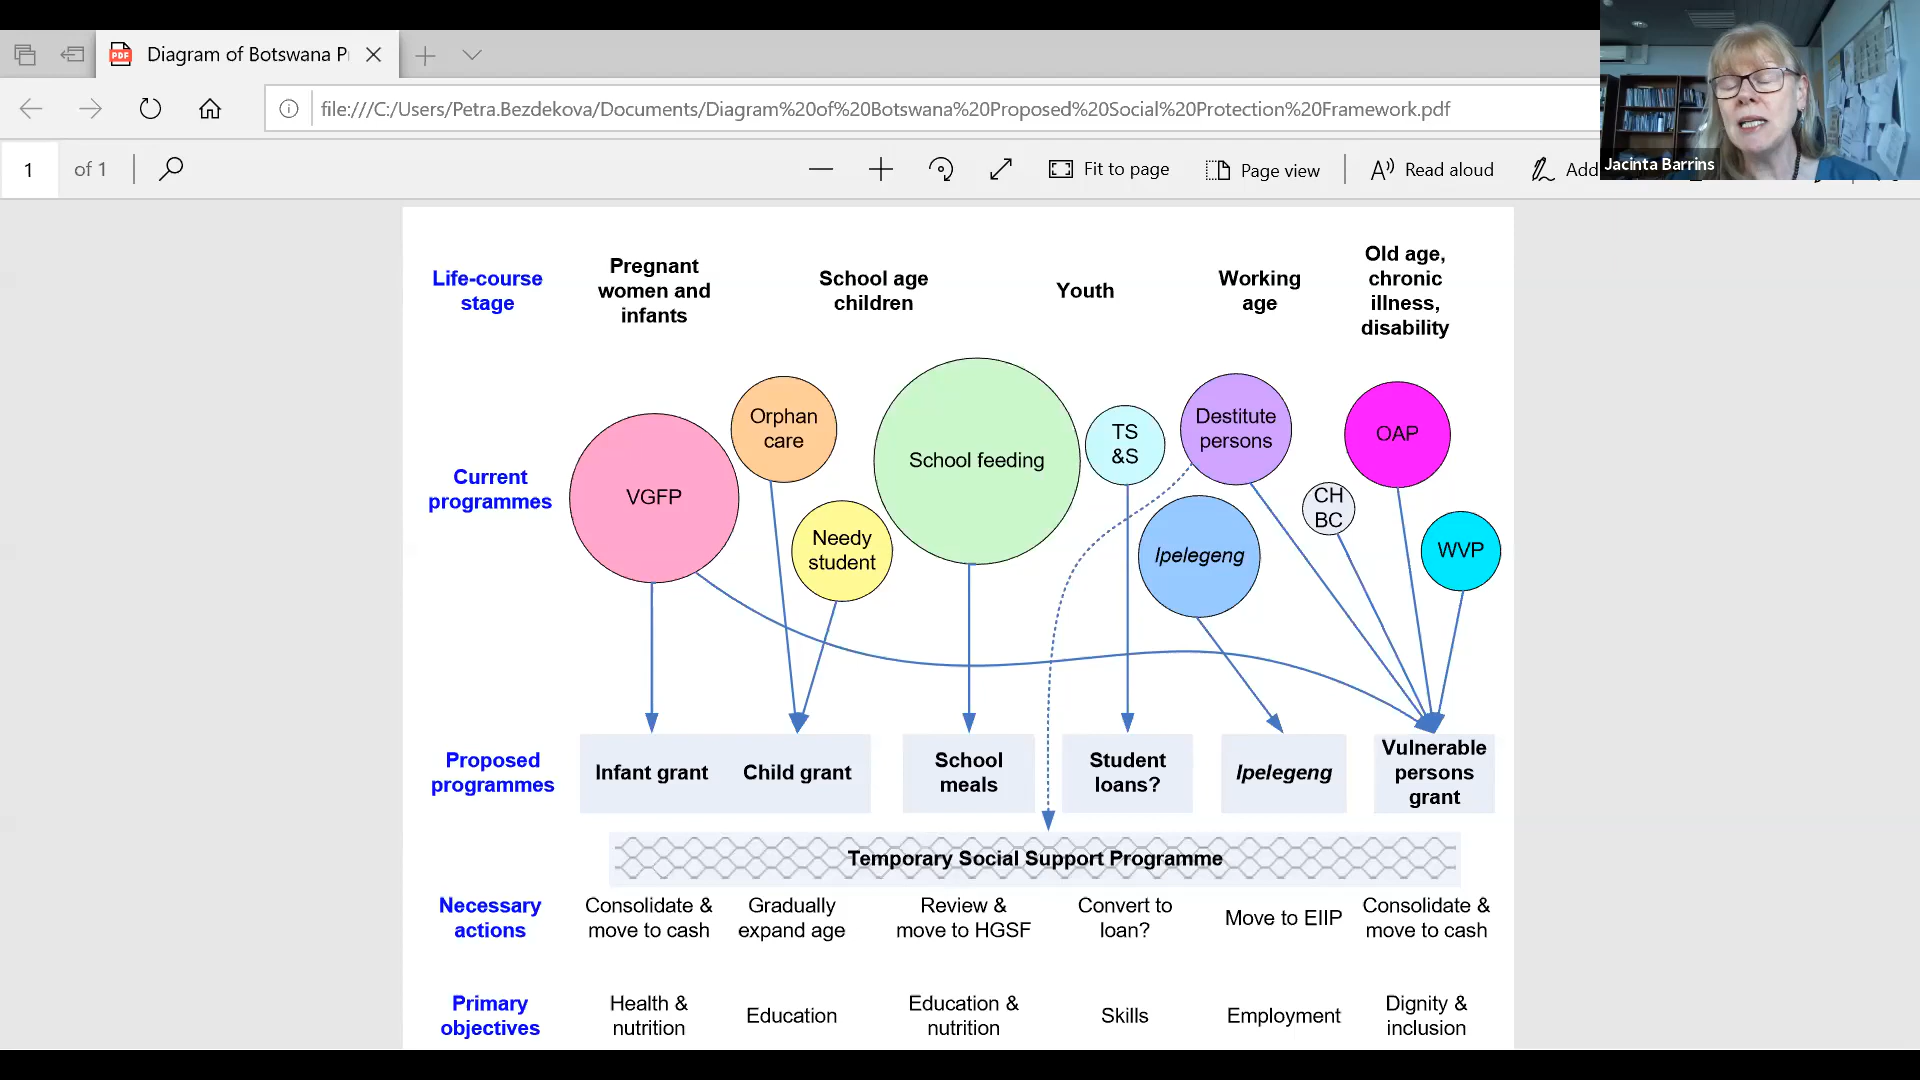 Diagram of Botswana P
file:///C:/Users/Petra.Bezdekova/Documents/Diagram%20of%20Botswana%20Proposed%20Social%20Protection%20Framework.pdf
1 of 1
Fit to page
Page view
Read aloud
Add
Jacinta Barrins
Life-course
stage
Pregnant
women and
infants
School age
children
Youth
Working
age
Old age,
chronic
illness,
disability
Current
programmes
VGFP
Orphan
care
Needy
student
School feeding
TS
&S
Destitute
persons
Ipelegeng
CH
BC
OAP
WVP
Proposed
programmes
Infant grant
Child grant
School
meals
Student
loans?
Ipelegeng
Vulnerable
persons
grant
Temporary Social Support Programme
Necessary
actions
Consolidate &
move to cash
Gradually
expand age
Review &
move to HGSF
Convert to
loan?
Move to EIIP
Consolidate &
move to cash
Primary
objectives
Health &
nutrition
Education
Education &
nutrition
Skills
Employment
Dignity &
inclusion